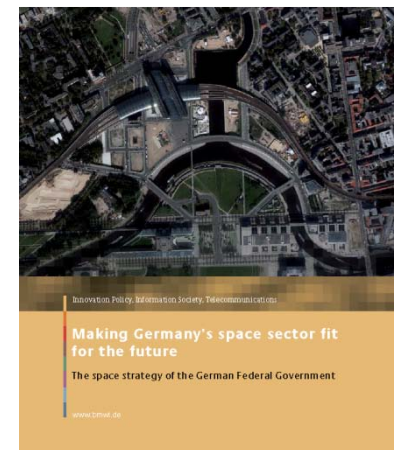 Innovation Policy, Information Society, Telecommunications
Making Germany's space sector fit
for the future
The space strategy of the German Federal Government
www.bmwi.de